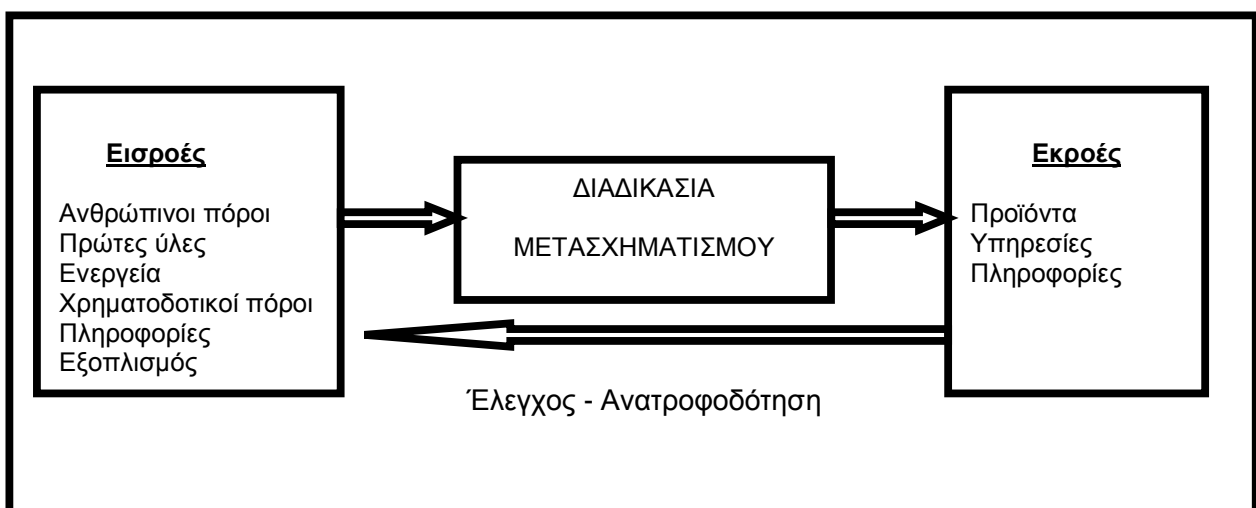 Εισροές
Ανθρώπινοι πόροι
Πρώτες ύλες
Ενεργεία
Χρηματοδοτικοί πόροι
Πληροφορίες
Εξοπλισμός
ΔΙΑΔΙΚΑΣΙΑ
ΜΕΤΑΣΧΗΜΑΤΙΣΜΟΥ
Εκροές
Προϊόντα
Υπηρεσίες
Πληροφορίες
Έλεγχος - Ανατροφοδότηση